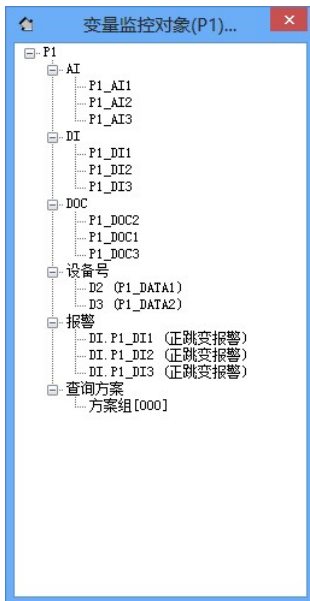 变量监控对象(P1)...
P1
AI
P1_AI1
P1_AI2
P1_AI3
DI
P1_DI1
P1_DI2
P1_DI3
DOC
P1_DOC2
P1_DOC1
P1_DOC3
设备号
D2 (P1_DATA1)
D3 (P1_DATA2)
报警
DI.P1_DI1 (正跳变报警)
DI.P1_DI2 (正跳变报警)
DI.P1_DI3 (正跳变报警)
查询方案
方案组[000]